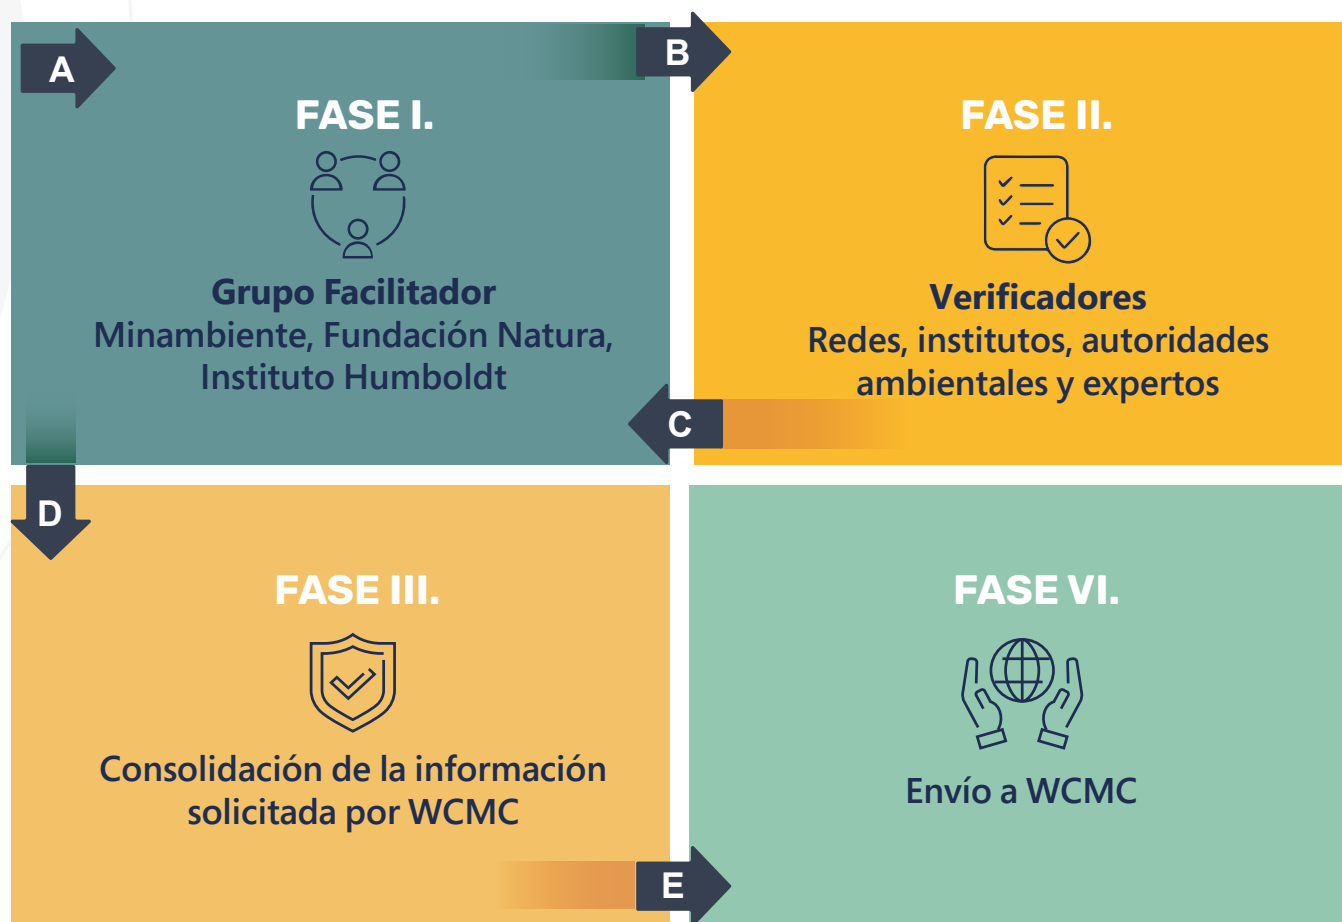 A
B
FASE I.
Grupo Facilitador
Minambiente, Fundación Natura,
Instituto Humboldt
FASE II.
Verificadores
Redes, institutos, autoridades
ambientales y expertos
C
D
FASE III.
Consolidación de la información
solicitada por WCMC
FASE VI.
Envío a WCMC
E